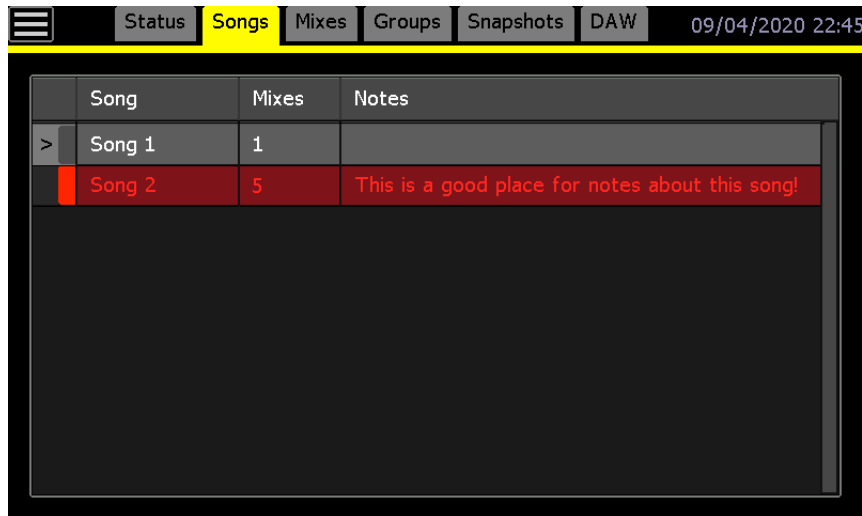 Status Songs Mixes Groups Snapshots DAW 09/04/2020 22:45
Song Mixes Notes
> Song 1 1
Song 2 5 This is a good place for notes about this song!